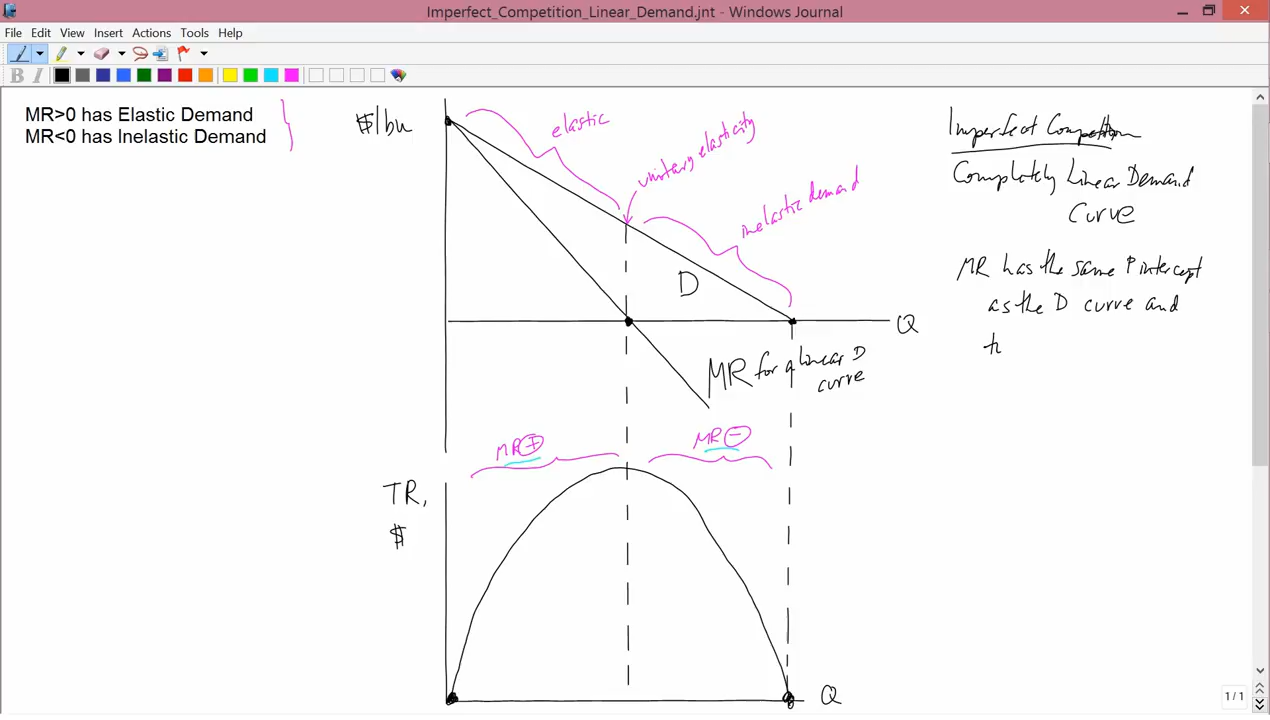 Imperfect_Competition_Linear_Demand.jnt - Windows Journal
File Edit View Insert Actions Tools Help
B I
MR>0 has Elastic Demand
MR<0 has Inelastic Demand
$/bu
elastic
unitary elasticity
inelastic demand
D
Q
MR for a linear D
curve
MR +
MR −
TR,
$
Q
Imperfect Competition
Completely Linear Demand
Curve
MR has the same P intercept
as the D curve and
t
1 / 1